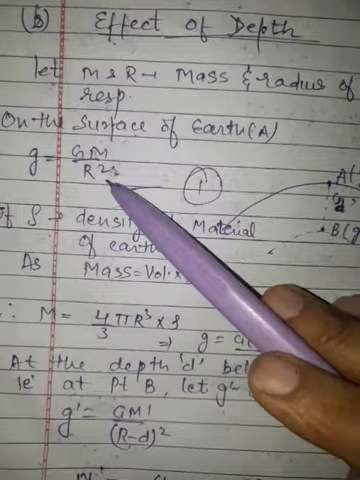 (b) Effect of Depth
let M & R → Mass & radius of
resp.
On the Surface of Earth (A)
g = GM/R²
If ρ → density Material
of earth
As Mass = Vol. ×
∴ M = 4/3 πR³ × ρ
⇒ g =
At the depth 'd' bel
ie' at pt B, let g'
g' = GM'/(R-d)²